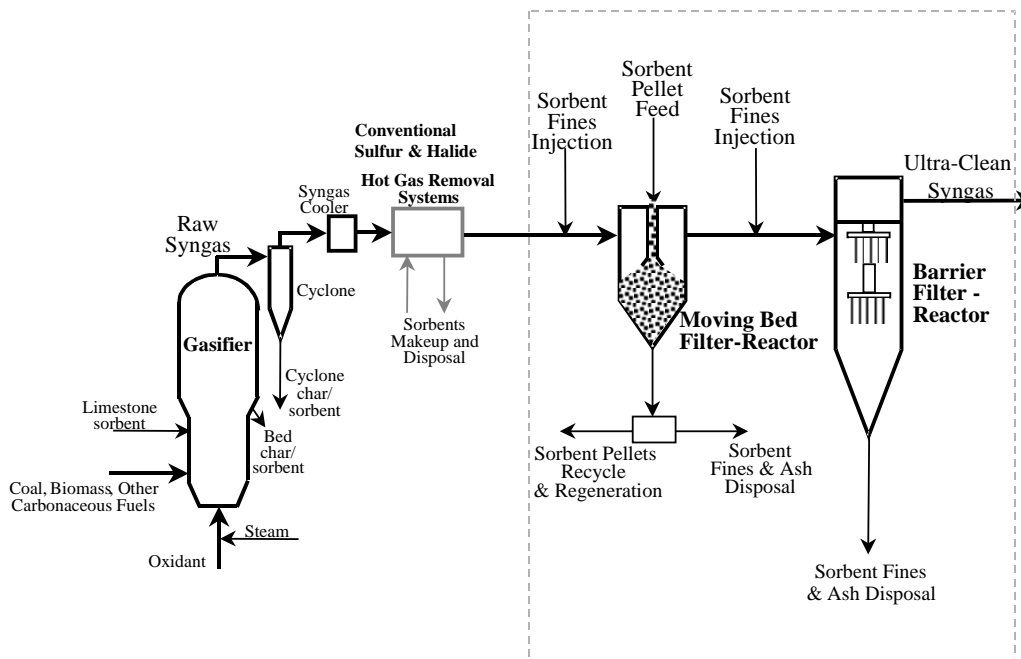 Sorbent
Pellet
Feed
Sorbent
Fines
Injection
Sorbent
Fines
Injection
Conventional
Sulfur & Halide
Hot Gas Removal
Systems
Ultra-Clean
Syngas
Syngas
Cooler
Raw
Syngas
Cyclone
Barrier
Filter -
Reactor
Sorbents
Makeup and
Disposal
Moving Bed
Filter-Reactor
Gasifier
Cyclone
char/
sorbent
Limestone
sorbent
Bed
char/
sorbent
Sorbent Pellets
Recycle
& Regeneration
Sorbent
Fines & Ash
Disposal
Coal, Biomass, Other
Carbonaceous Fuels
Steam
Oxidant
Sorbent Fines
& Ash Disposal